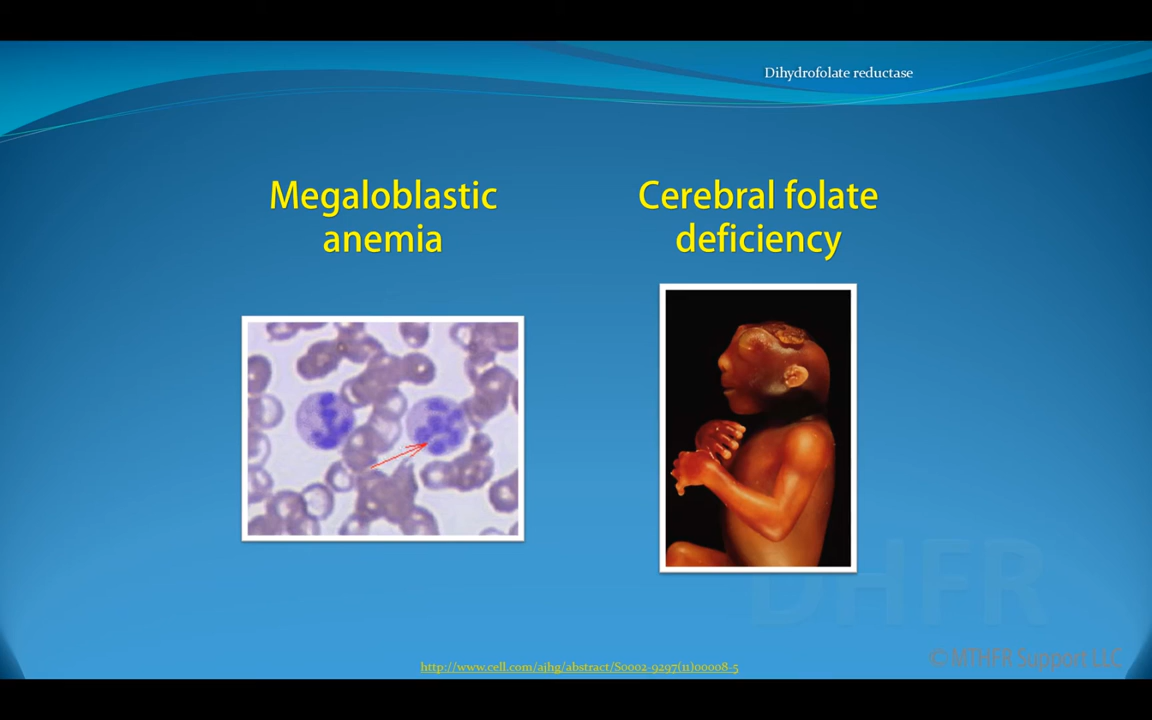 Dihydrofolate reductase
Megaloblastic
anemia
Cerebral folate
deficiency
DHFR
http://www.cell.com/ajhg/abstract/S0002-9297(11)00008-5
© MTHFR Support LLC